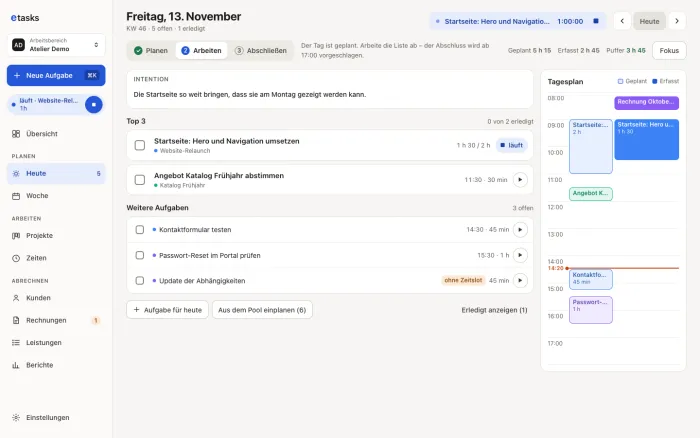 etasks
AD
Arbeitsbereich
Atelier Demo
+ Neue Aufgabe ⌘K
läuft · Website-Rel...
1h
Übersicht
PLANEN
Heute 5
Woche
ARBEITEN
Projekte
Zeiten
ABRECHNEN
Kunden
Rechnungen 1
Leistungen
Berichte
Einstellungen
Freitag, 13. November
KW 46 · 5 offen · 1 erledigt
Startseite: Hero und Navigatio... 1:00:00
Heute
Planen
2 Arbeiten
3 Abschließen
Der Tag ist geplant. Arbeite die Liste ab – der Abschluss wird ab
17:00 vorgeschlagen.
Geplant 5 h 15 Erfasst 2 h 45 Puffer 3 h 45
Fokus
INTENTION
Die Startseite so weit bringen, dass sie am Montag gezeigt werden kann.
Top 3 0 von 2 erledigt
Startseite: Hero und Navigation umsetzen
Website-Relaunch
1 h 30 / 2 h läuft
Angebot Katalog Frühjahr abstimmen
Katalog Frühjahr
11:30 · 30 min
Weitere Aufgaben 3 offen
Kontaktformular testen 14:30 · 45 min
Passwort-Reset im Portal prüfen 15:30 · 1 h
Update der Abhängigkeiten ohne Zeitslot 45 min
+ Aufgabe für heute
Aus dem Pool einplanen (6)
Erledigt anzeigen (1)
Tagesplan Geplant Erfasst
08:00
Rechnung Oktobe...
09:00
Startseite:...
2 h
Startseite: Hero u...
1 h 30
10:00
11:00
Angebot K...
12:00
13:00
14:00
14:20
Kontaktfo...
45 min
15:00
Passwort-...
1 h
16:00
17:00